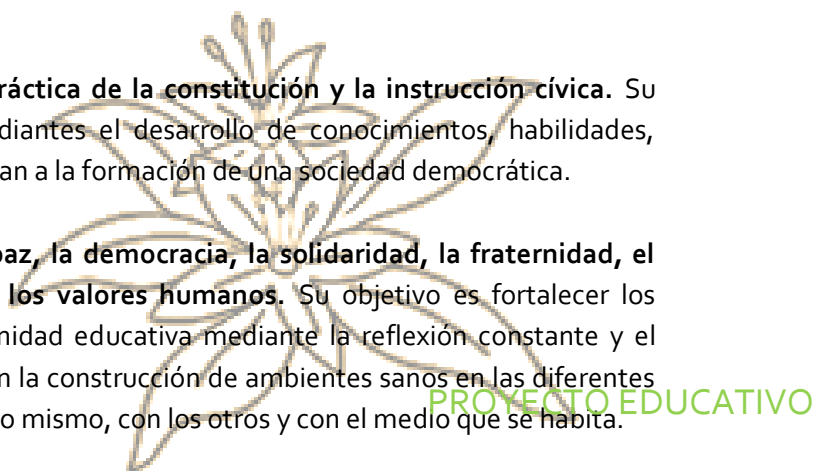 ráctica de la constitución y la instrucción cívica. Su
diantes el desarrollo de conocimientos, habilidades,
an a la formación de una sociedad democrática.
paz, la democracia, la solidaridad, la fraternidad, el
los valores humanos. Su objetivo es fortalecer los
nidad educativa mediante la reflexión constante y el
n la construcción de ambientes sanos en las diferentes
o mismo, con los otros y con el medio que se habita.
PROYECTO EDUCATIVO